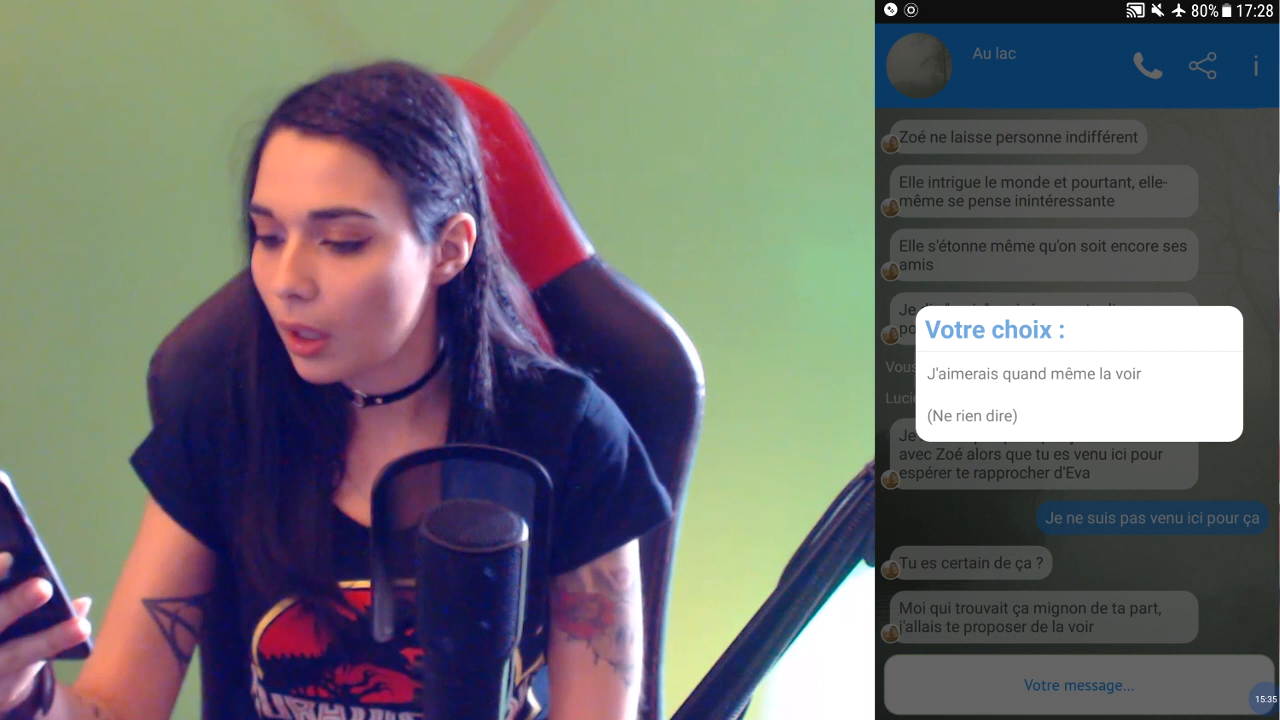 80% 17:28
Au lac
Zoé ne laisse personne indifférent
Elle intrigue le monde et pourtant, elle-
même se pense inintéressante
Elle s'étonne même qu'on soit encore ses
amis
Je
Votre choix :
J'aimerais quand même la voir
(Ne rien dire)
Vous
Je
avec Zoé alors que tu es venu ici pour
espérer te rapprocher d'Eva
Je ne suis pas venu ici pour ça
Tu es certain de ça ?
Moi qui trouvait ça mignon de ta part,
j'allais te proposer de la voir
Votre message...
15:35